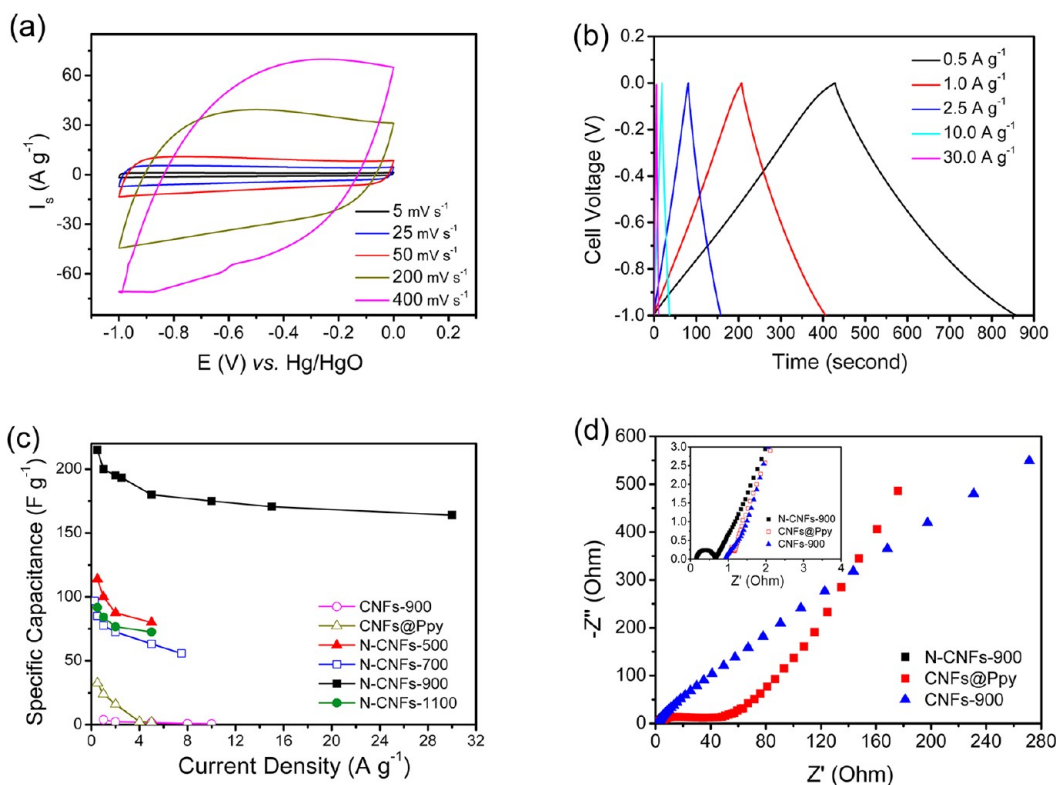 (a)
60
30
0
-30
-60
I_s (A g⁻¹)
5 mV s⁻¹
25 mV s⁻¹
50 mV s⁻¹
200 mV s⁻¹
400 mV s⁻¹
-1.0 -0.8 -0.6 -0.4 -0.2 0.0 0.2
E (V) vs. Hg/HgO
(b)
0.2
0.0
-0.2
-0.4
-0.6
-0.8
-1.0
Cell Voltage (V)
0.5 A g⁻¹
1.0 A g⁻¹
2.5 A g⁻¹
10.0 A g⁻¹
30.0 A g⁻¹
0 100 200 300 400 500 600 700 800 900
Time (second)
(c)
200
150
100
50
0
Specific Capacitance (F g⁻¹)
CNFs-900
CNFs@Ppy
N-CNFs-500
N-CNFs-700
N-CNFs-900
N-CNFs-1100
0 4 8 12 16 20 24 28 32
Current Density (A g⁻¹)
(d)
600
500
400
300
200
100
0
-Z'' (Ohm)
3.0
2.5
2.0
1.5
1.0
0.5
0.0
N-CNFs-900
CNFs@Ppy
CNFs-900
0 1 2 3 4
Z' (Ohm)
N-CNFs-900
CNFs@Ppy
CNFs-900
0 40 80 120 160 200 240 280
Z' (Ohm)